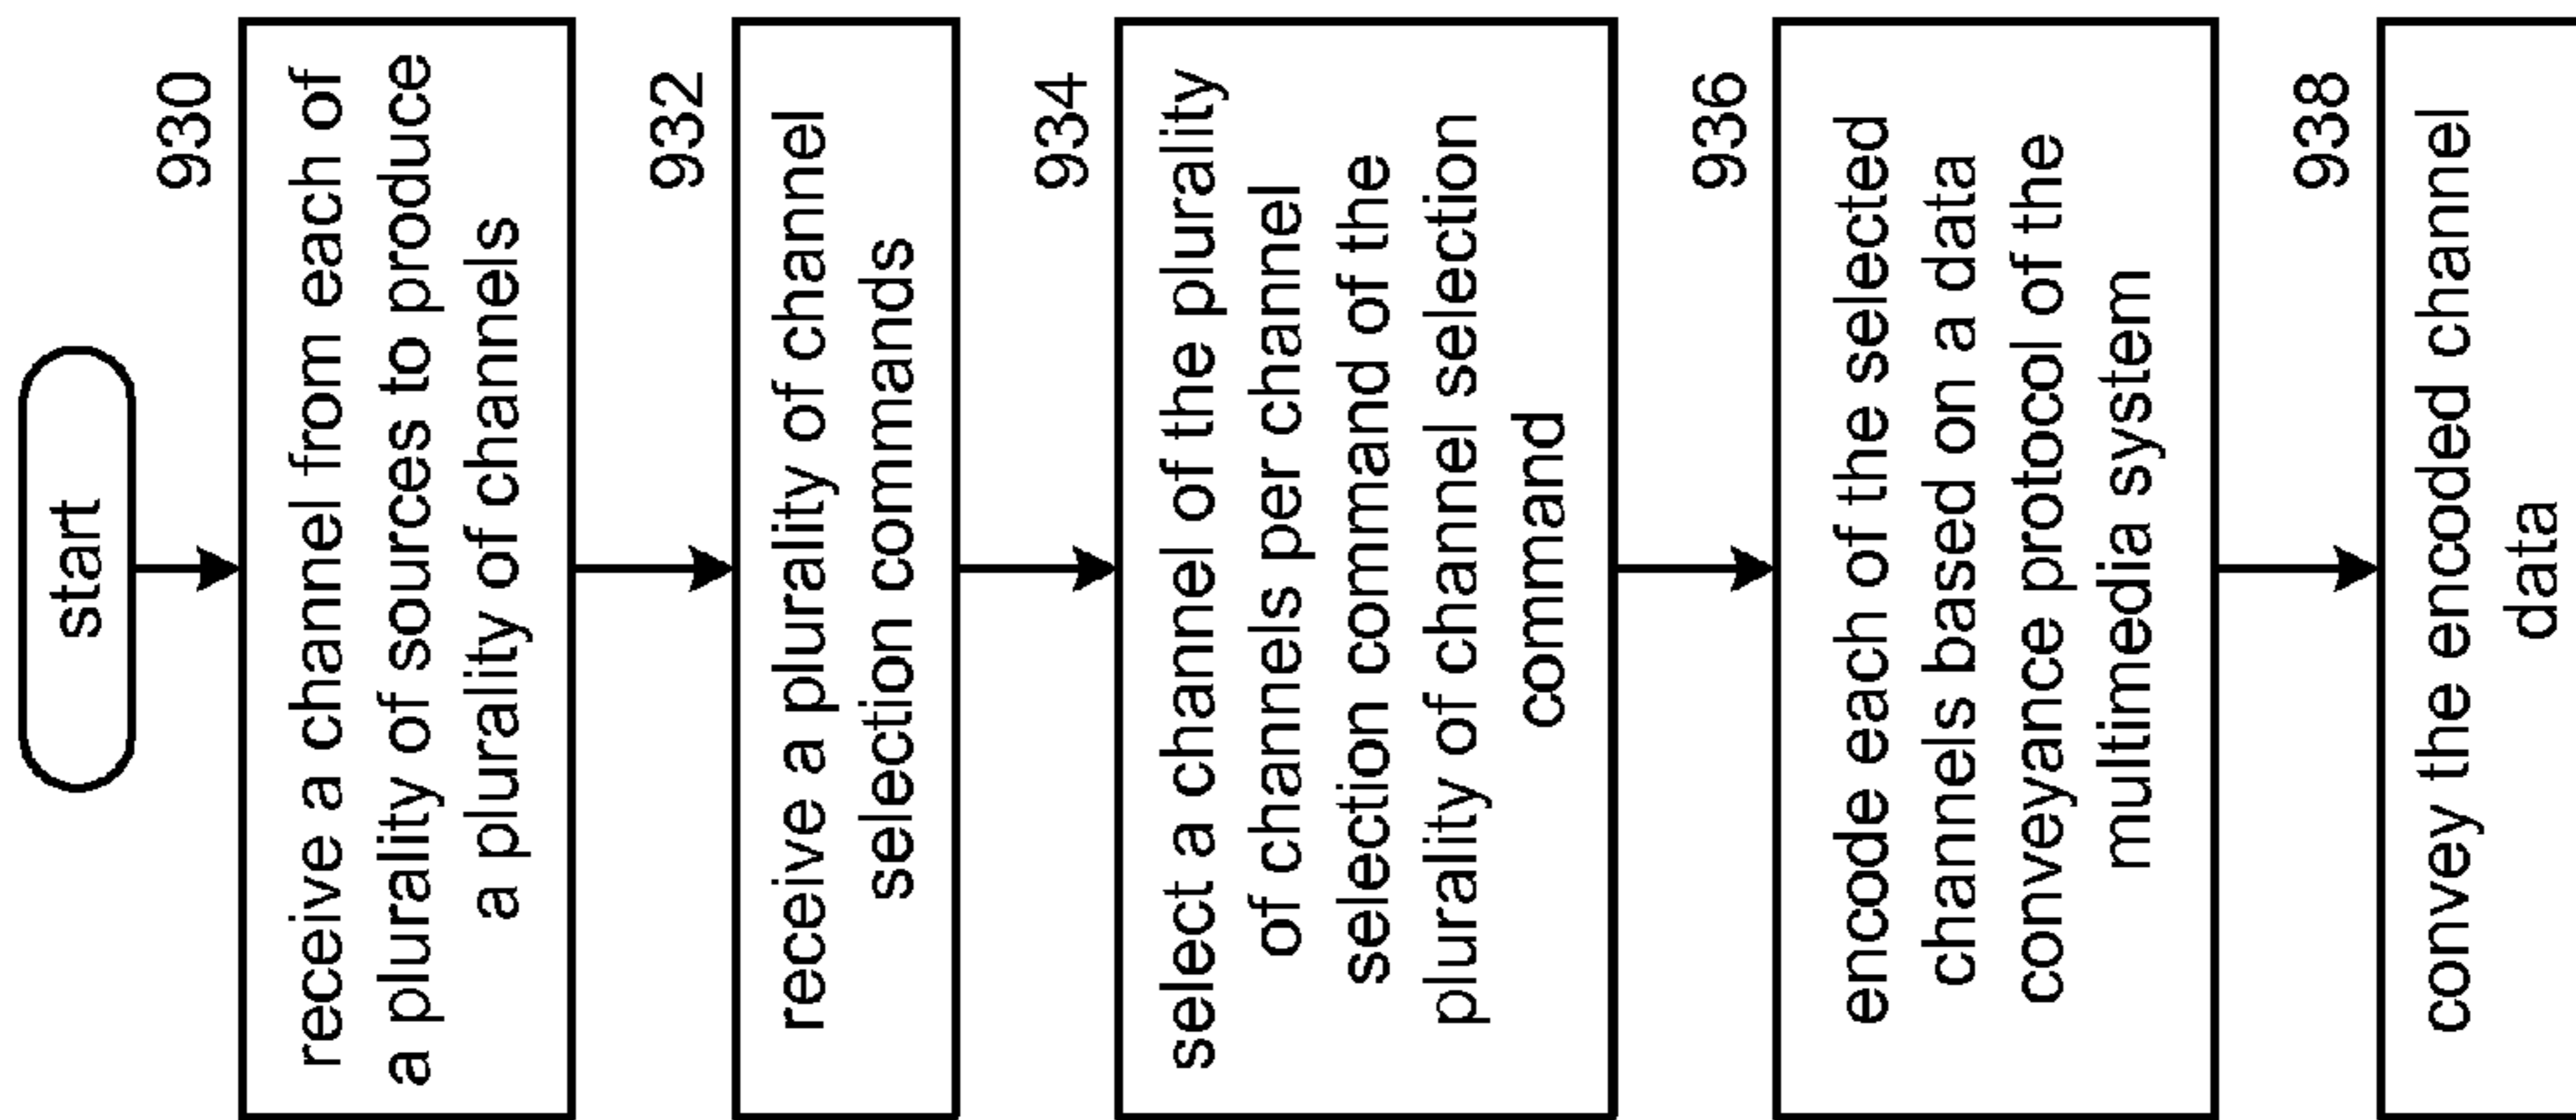 start
930
receive a channel from each of
a plurality of sources to produce
a plurality of channels
932
receive a plurality of channel
selection commands
934
select a channel of the plurality
of channels per channel
selection command of the
plurality of channel selection
command
936
encode each of the selected
channels based on a data
conveyance protocol of the
multimedia system
938
convey the encoded channel
data